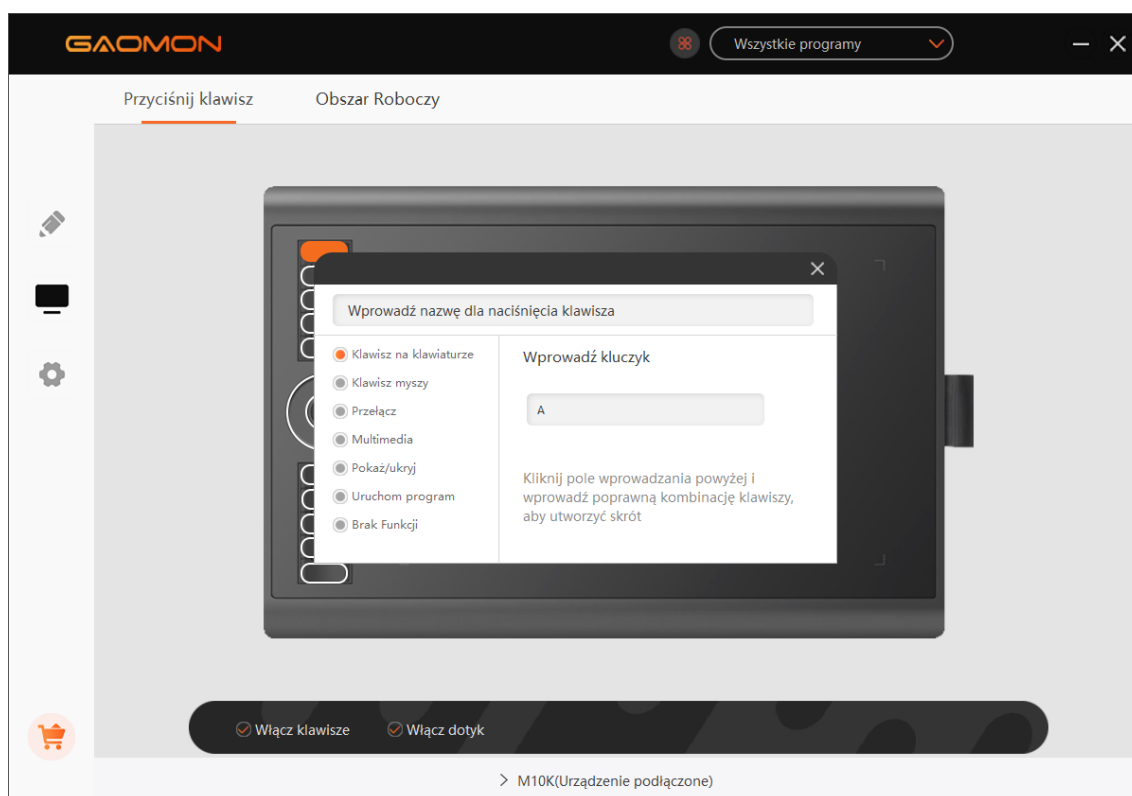 GAOMON
Wszystkie programy
Przyciśnij klawisz
Obszar Roboczy
Wprowadź nazwę dla naciśnięcia klawisza
Klawisz na klawiaturze
Klawisz myszy
Przełącz
Multimedia
Pokaż/ukryj
Uruchom program
Brak Funkcji
Wprowadź kluczyk
A
Kliknij pole wprowadzania powyżej i
wprowadź poprawną kombinację klawiszy,
aby utworzyć skrót
Włącz klawisze
Włącz dotyk
M10K(Urządzenie podłączone)